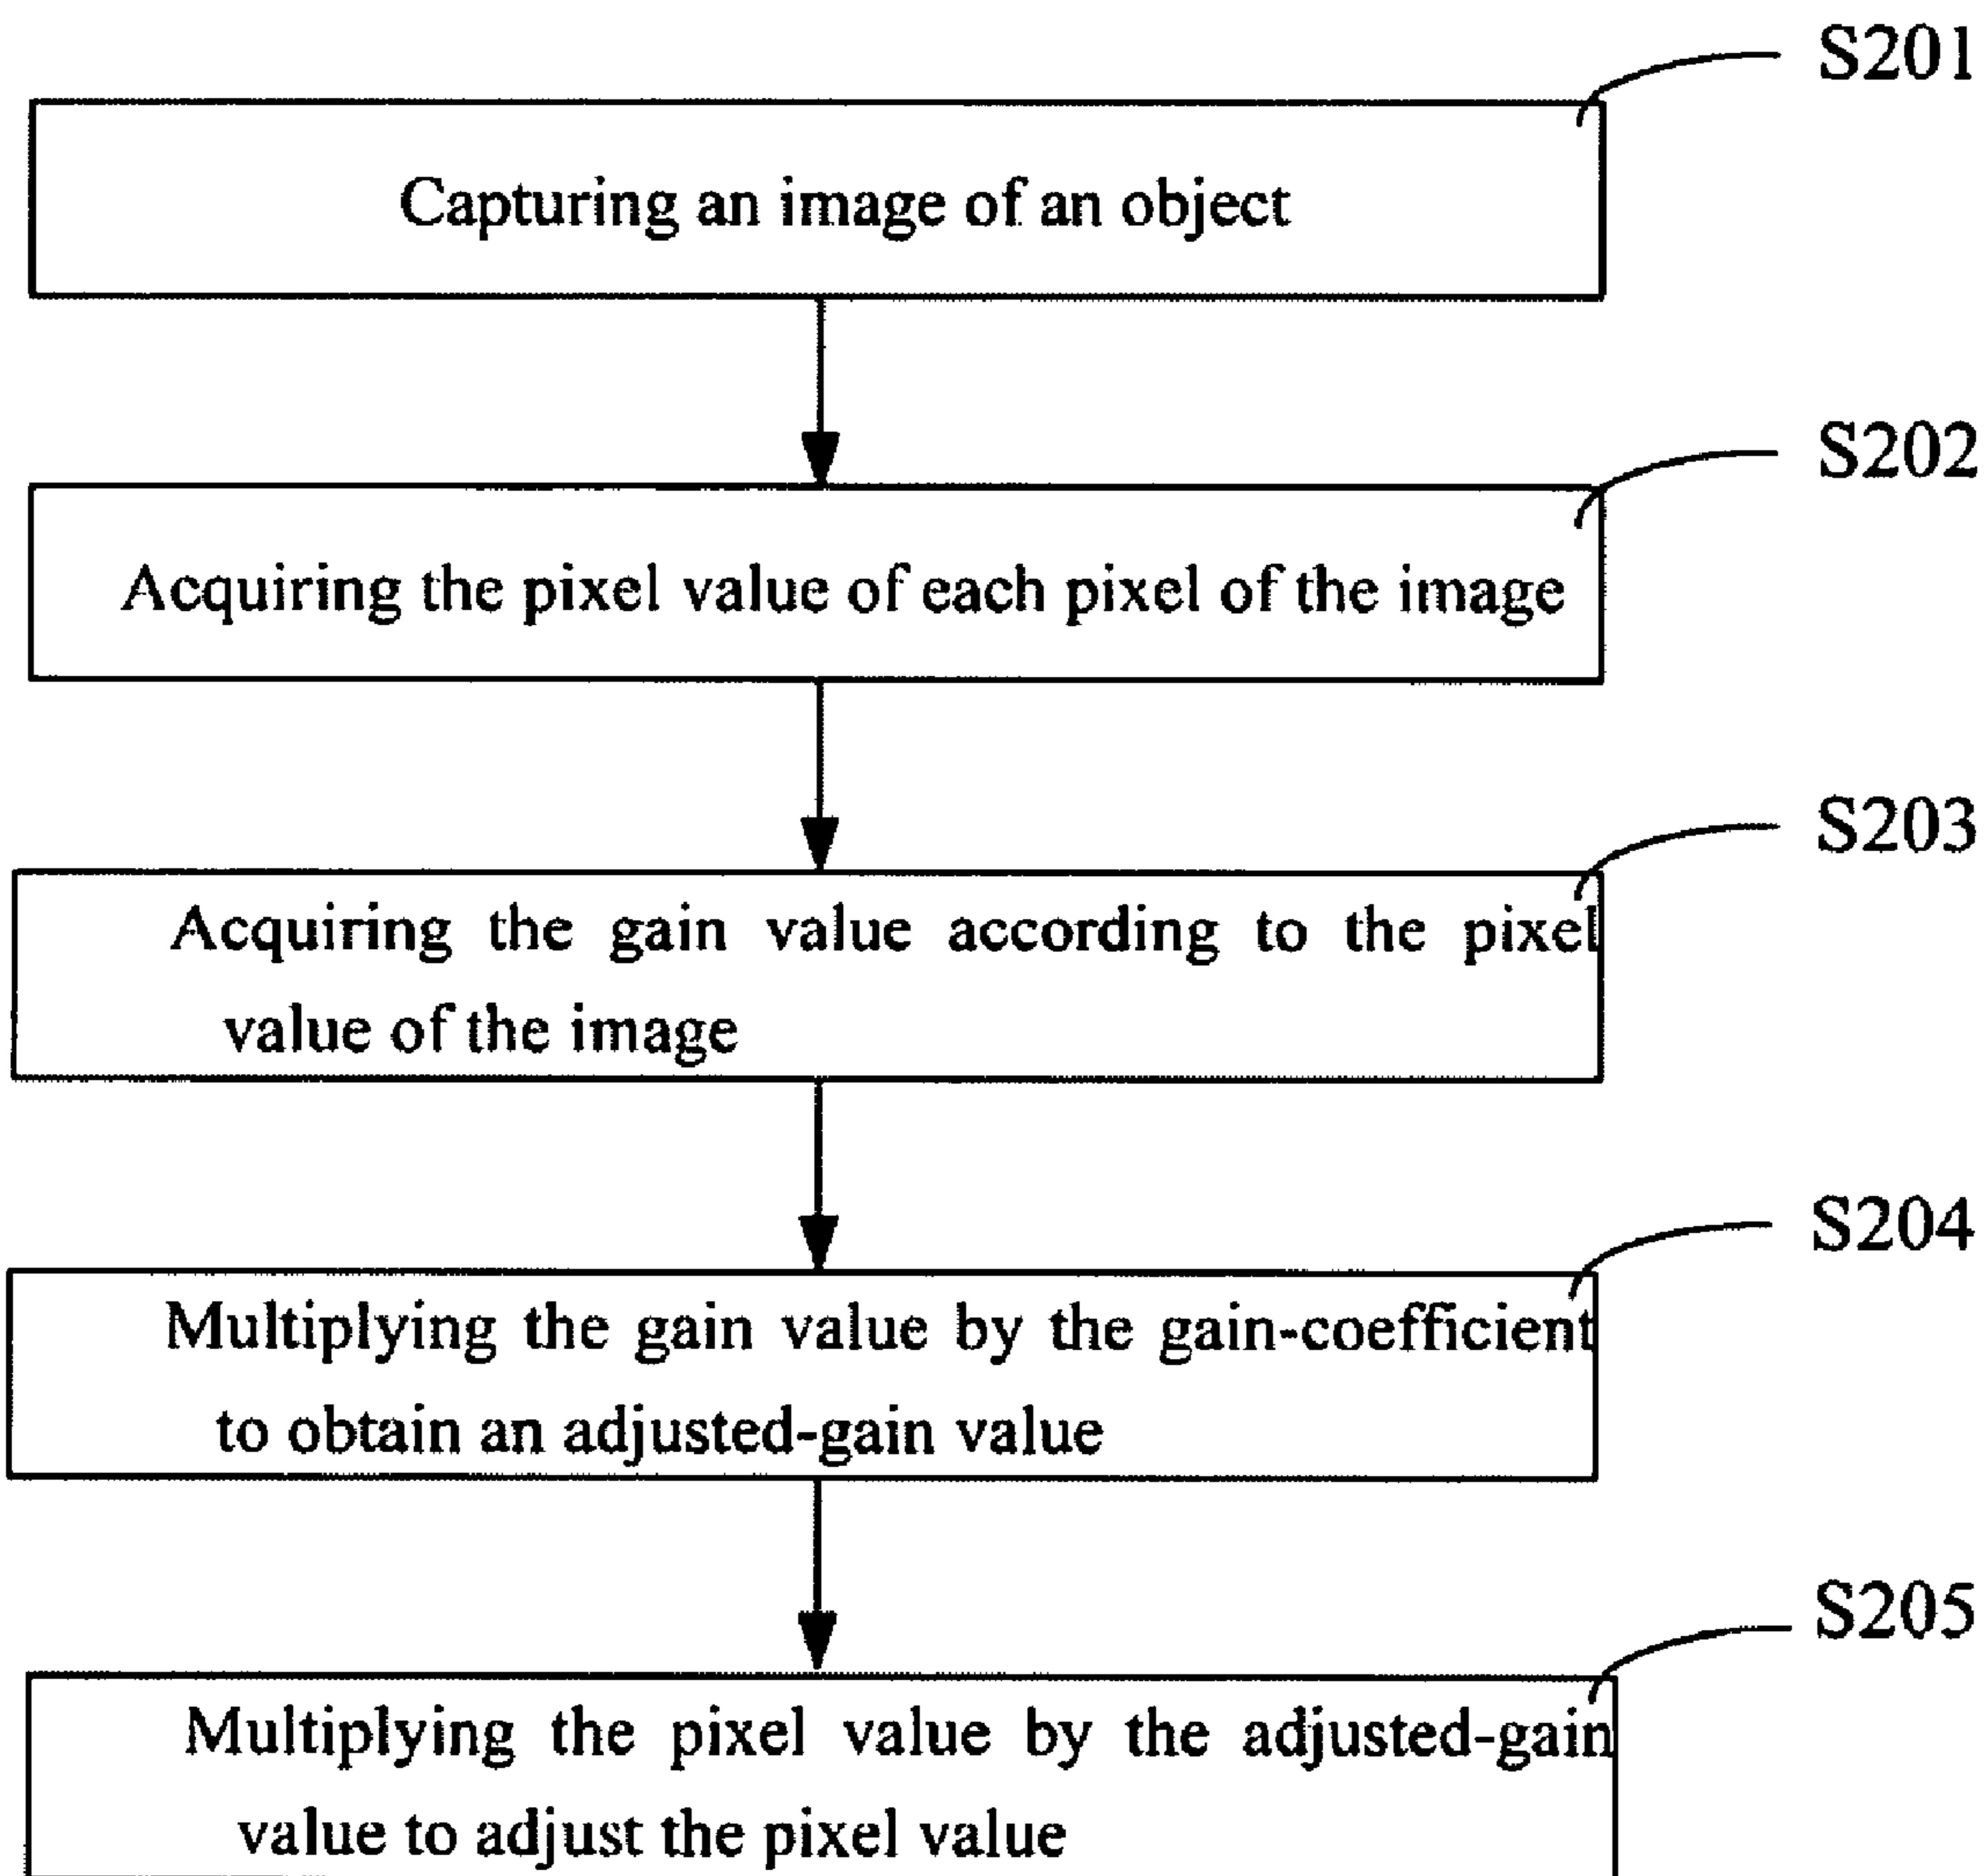 S201
Capturing an image of an object
S202
Acquiring the pixel value of each pixel of the image
S203
Acquiring the gain value according to the pixel
value of the image
S204
Multiplying the gain value by the gain-coefficient
to obtain an adjusted-gain value
S205
Multiplying the pixel value by the adjusted-gain
value to adjust the pixel value